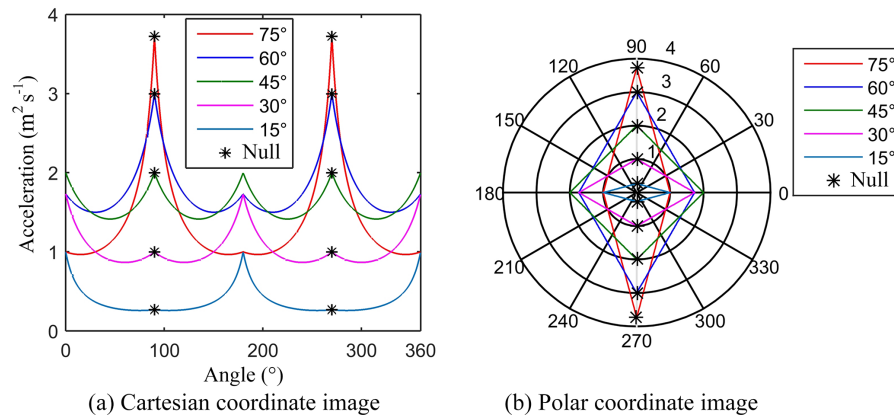 4
3
2
1
0
Acceleration (m² s⁻¹)
75°
60°
45°
30°
15°
Null
0 100 200 300 360
Angle (°)
(a) Cartesian coordinate image
90 4
120 60
3
150 2 30
1
180 0
210 330
240 300
270
75°
60°
45°
30°
15°
Null
(b) Polar coordinate image